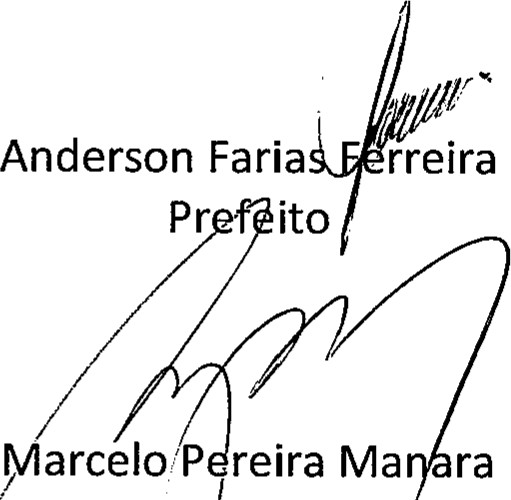 Anderson Farias Ferreira
Prefeito
Marcelo Pereira Manara